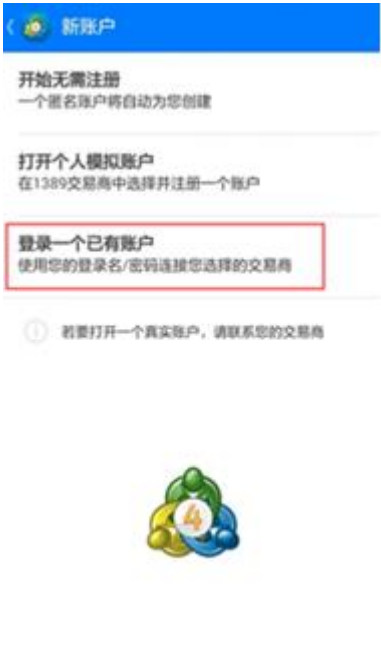 新账户
开始无需注册
一个匿名账户将自动为您创建
打开个人模拟账户
在1389交易商中选择并注册一个账户
登录一个已有账户
使用您的登录名/密码连接您选择的交易商
若要打开一个真实账户，请联系您的交易商
4